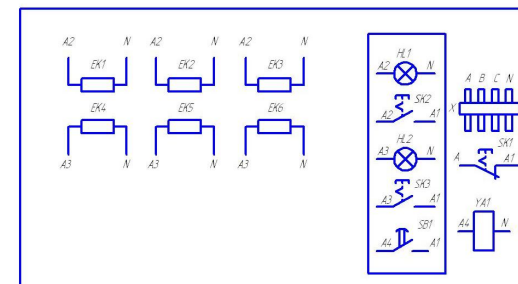 A2 N A2 N A2 N
EK1 EK2 EK3
EK4 EK5 EK6
A3 N A3 N A3 N
HL1
A2 N
SK2
A2 A1
HL2
A3 N
SK3
A3 A1
SB1
A4 A1
A B C N
X
SK1
A A1
YA1
A4 N